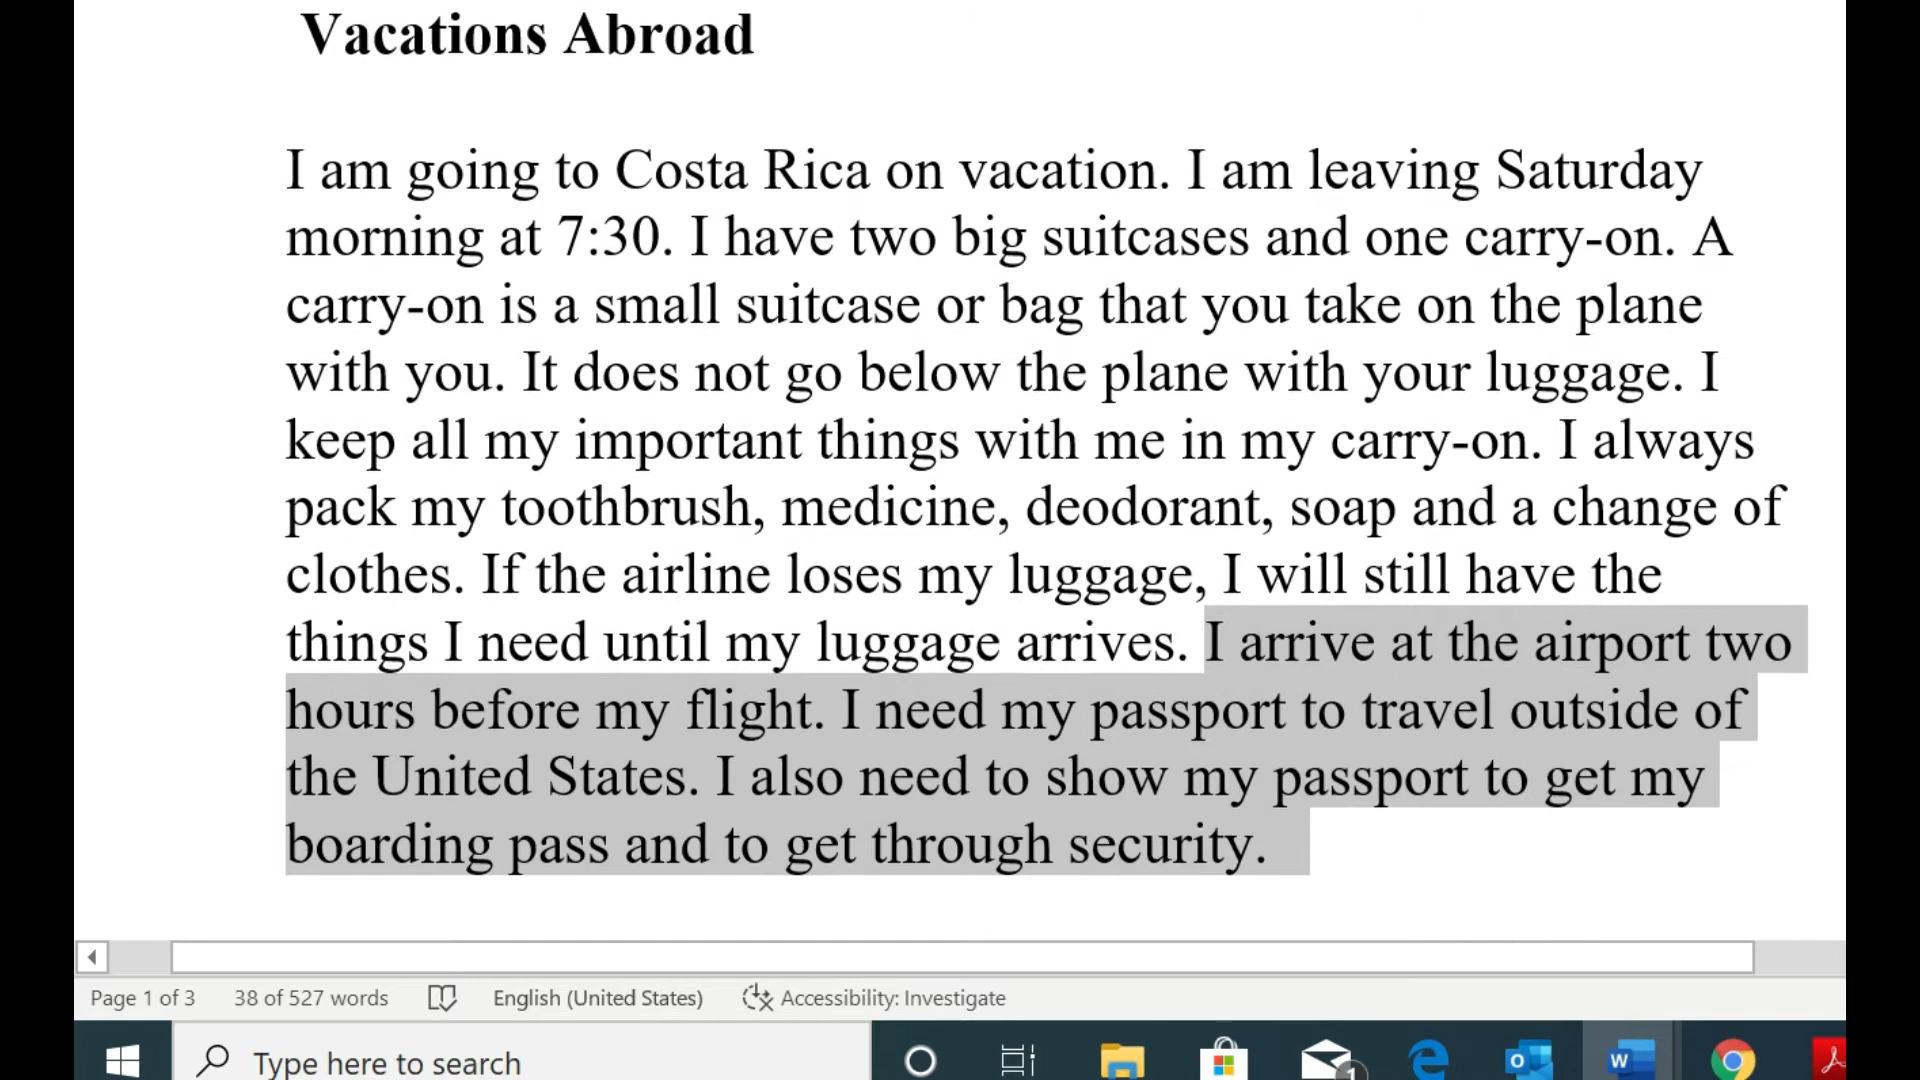 Vacations Abroad
I am going to Costa Rica on vacation. I am leaving Saturday
morning at 7:30. I have two big suitcases and one carry-on. A
carry-on is a small suitcase or bag that you take on the plane
with you. It does not go below the plane with your luggage. I
keep all my important things with me in my carry-on. I always
pack my toothbrush, medicine, deodorant, soap and a change of
clothes. If the airline loses my luggage, I will still have the
things I need until my luggage arrives. I arrive at the airport two
hours before my flight. I need my passport to travel outside of
the United States. I also need to show my passport to get my
boarding pass and to get through security.
Page 1 of 3 38 of 527 words English (United States) Accessibility: Investigate
Type here to search 1 o W